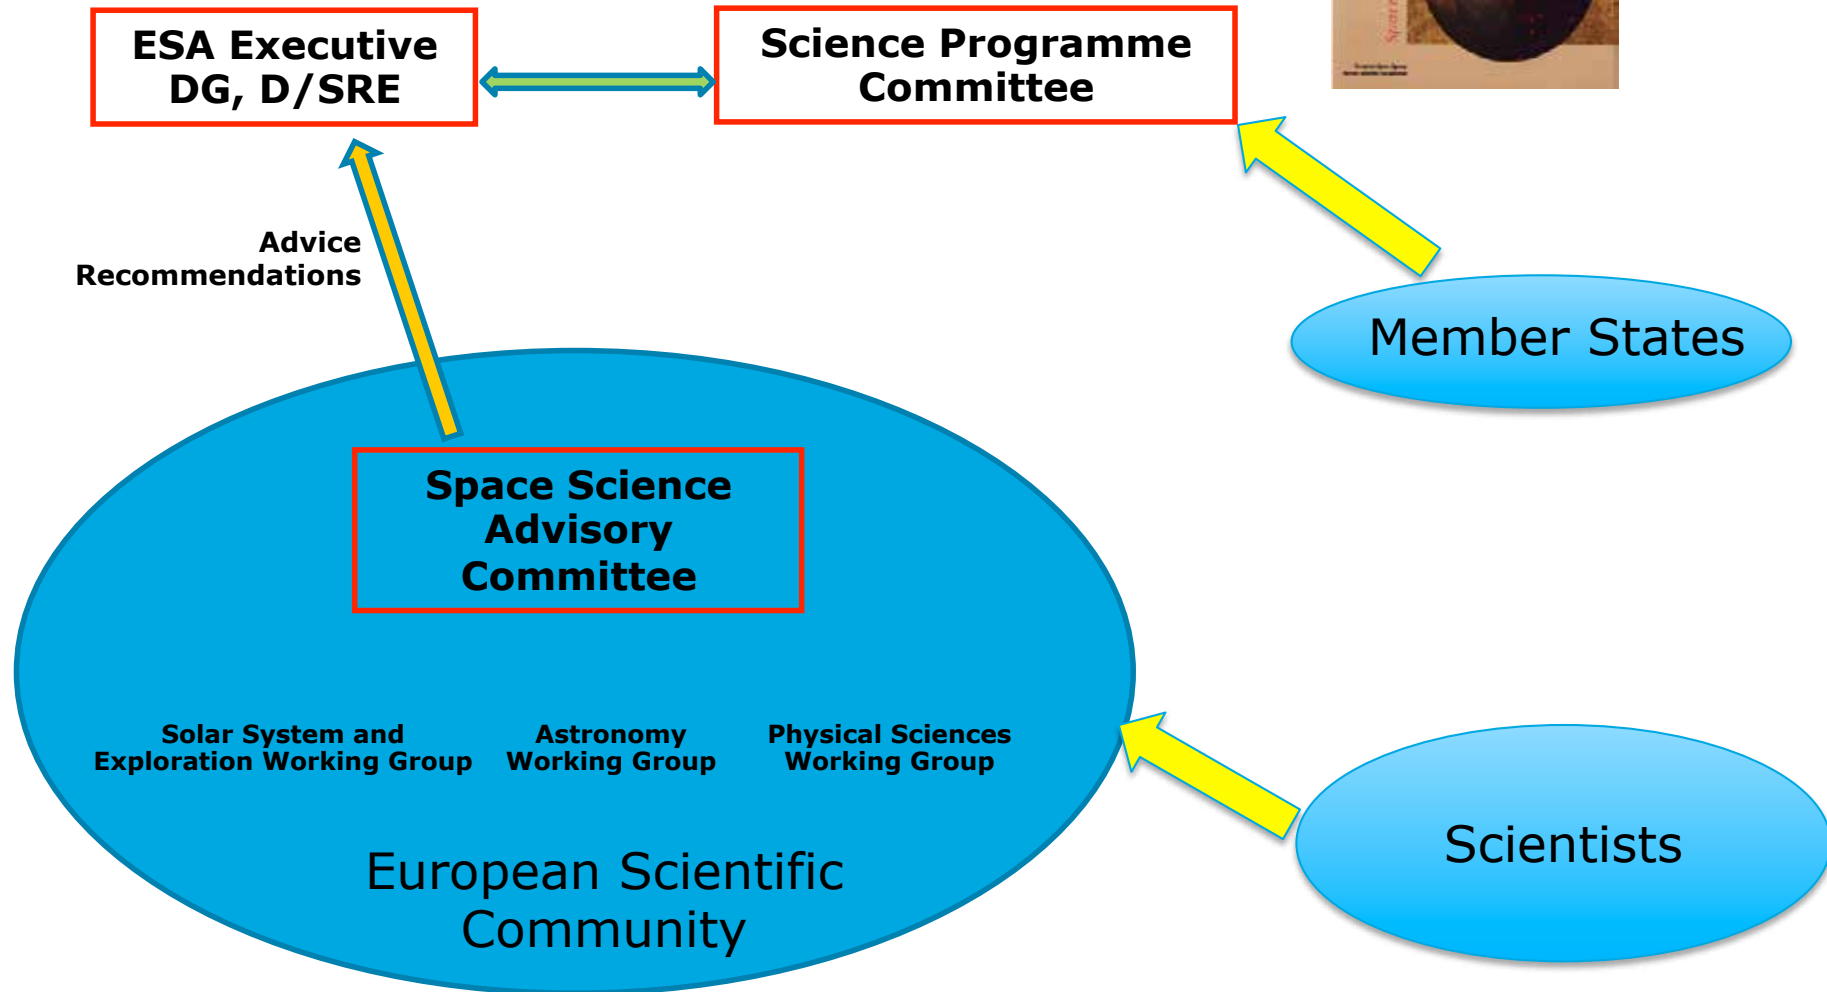 ESA Executive
DG, D/SRE
Science Programme
Committee
Space
Advice
Recommendations
Member States
Space Science
Advisory
Committee
Solar System and
Exploration Working Group
Astronomy
Working Group
Physical Sciences
Working Group
European Scientific
Community
Scientists